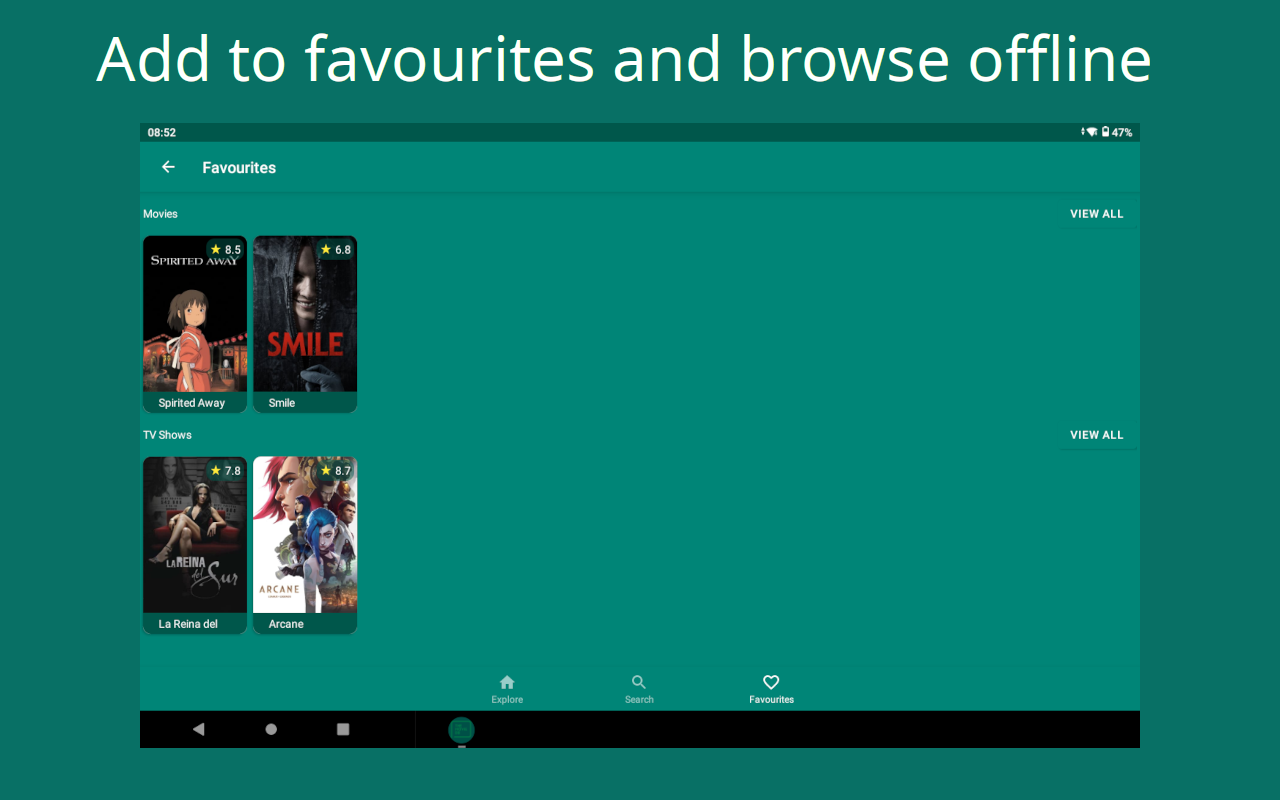 Add to favourites and browse offline
08:52
47%
Favourites
Movies
VIEW ALL
8.5
6.8
SPIRITED AWAY
SMILE
Spirited Away
Smile
TV Shows
VIEW ALL
7.8
8.7
LA REINA
del Sur
ARCANE
La Reina del
Arcane
Explore
Search
Favourites